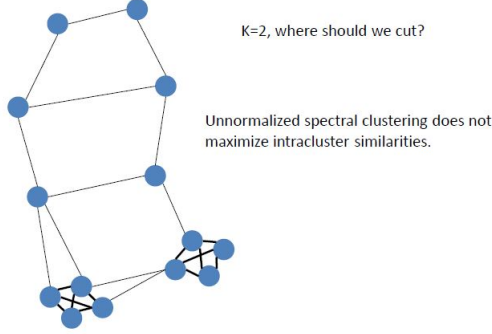 K=2, where should we cut?
Unnormalized spectral clustering does not
maximize intracluster similarities.